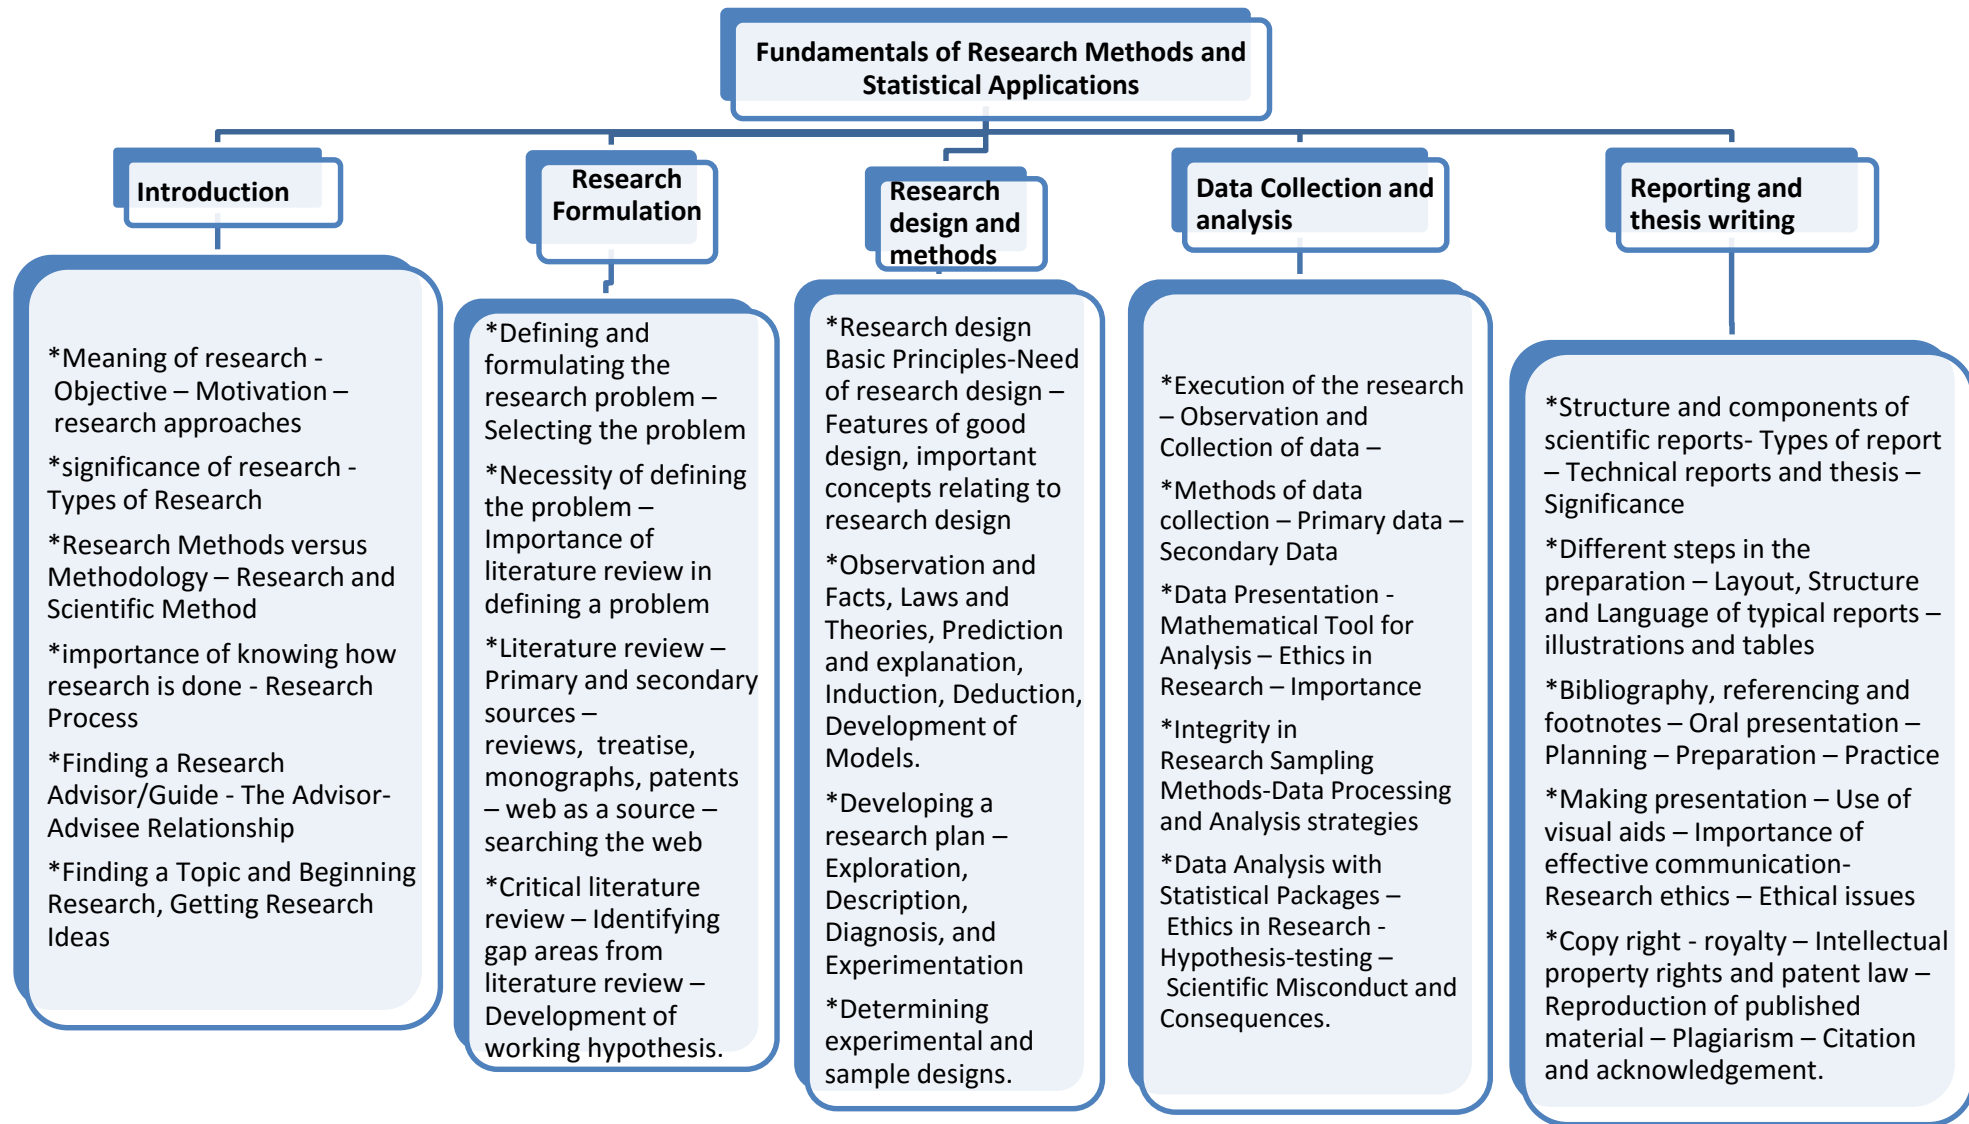 Fundamentals of Research Methods and
Statistical Applications
Introduction
*Meaning of research -
Objective – Motivation –
research approaches
*significance of research -
Types of Research
*Research Methods versus
Methodology – Research and
Scientific Method
*importance of knowing how
research is done - Research
Process
*Finding a Research
Advisor/Guide - The Advisor-
Advisee Relationship
*Finding a Topic and Beginning
Research, Getting Research
Ideas
Research
Formulation
*Defining and
formulating the
research problem –
Selecting the problem
*Necessity of defining
the problem –
Importance of
literature review in
defining a problem
*Literature review –
Primary and secondary
sources –
reviews, treatise,
monographs, patents
– web as a source –
searching the web
*Critical literature
review – Identifying
gap areas from
literature review –
Development of
working hypothesis.
Research
design and
methods
*Research design
Basic Principles-Need
of research design –
Features of good
design, important
concepts relating to
research design
*Observation and
Facts, Laws and
Theories, Prediction
and explanation,
Induction, Deduction,
Development of
Models.
*Developing a
research plan –
Exploration,
Description,
Diagnosis, and
Experimentation
*Determining
experimental and
sample designs.
Data Collection and
analysis
*Execution of the research
– Observation and
Collection of data –
*Methods of data
collection – Primary data –
Secondary Data
*Data Presentation -
Mathematical Tool for
Analysis – Ethics in
Research – Importance
*Integrity in
Research Sampling
Methods-Data Processing
and Analysis strategies
*Data Analysis with
Statistical Packages –
Ethics in Research -
Hypothesis-testing –
Scientific Misconduct and
Consequences.
Reporting and
thesis writing
*Structure and components of
scientific reports- Types of report
– Technical reports and thesis –
Significance
*Different steps in the
preparation – Layout, Structure
and Language of typical reports –
illustrations and tables
*Bibliography, referencing and
footnotes – Oral presentation –
Planning – Preparation – Practice
*Making presentation – Use of
visual aids – Importance of
effective communication-
Research ethics – Ethical issues
*Copy right - royalty – Intellectual
property rights and patent law –
Reproduction of published
material – Plagiarism – Citation
and acknowledgement.